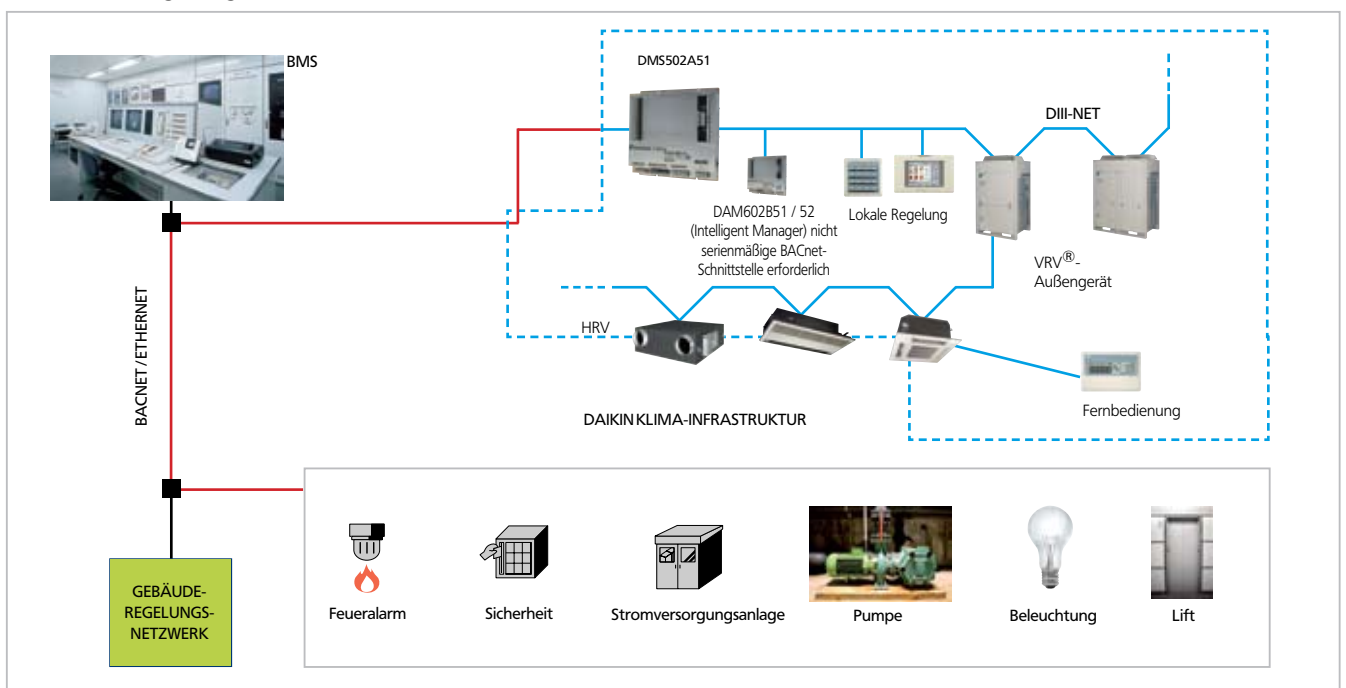 BMS
DMS502A51
DIII-NET
DAM602B51 / 52
(Intelligent Manager) nicht
serienmäßige BACnet-
Schnittstelle erforderlich
Lokale Regelung
VRV®-
Außengerät
HRV
Fernbedienung
DAIKIN KLIMA-INFRASTRUKTUR
BACNET / ETHERNET
GEBÄUDE-
REGELUNGS-
NETZWERK
Feueralarm
Sicherheit
Stromversorgungsanlage
Pumpe
Beleuchtung
Lift